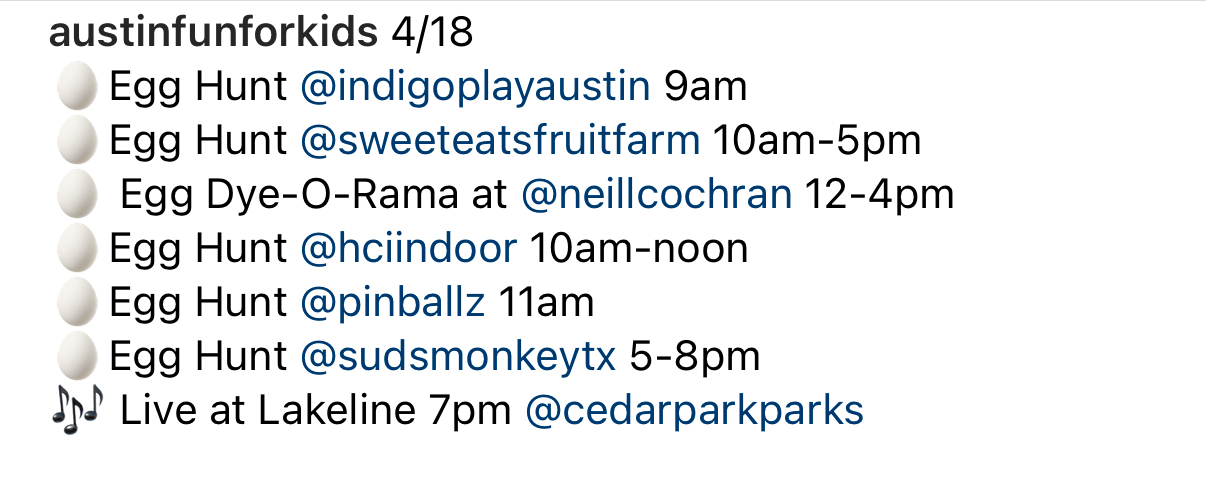 austinfunforkids 4/18
🥚Egg Hunt @indigoplayaustin 9am
🥚Egg Hunt @sweeteatsfruitfarm 10am-5pm
🥚 Egg Dye-O-Rama at @neillcochran 12-4pm
🥚Egg Hunt @hciindoor 10am-noon
🥚Egg Hunt @pinballz 11am
🥚Egg Hunt @sudsmonkeytx 5-8pm
🎶 Live at Lakeline 7pm @cedarparkparks